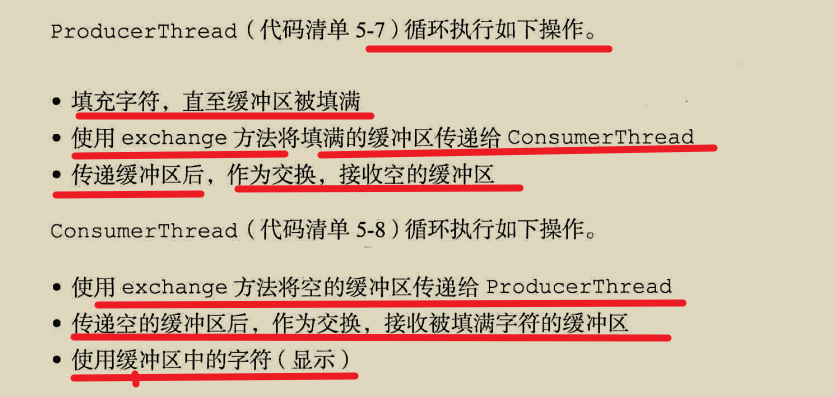 ProducerThread（代码清单 5-7）循环执行如下操作。
• 填充字符，直至缓冲区被填满
• 使用 exchange 方法将填满的缓冲区传递给 ConsumerThread
• 传递缓冲区后，作为交换，接收空的缓冲区
ConsumerThread（代码清单 5-8）循环执行如下操作。
• 使用 exchange 方法将空的缓冲区传递给 ProducerThread
• 传递空的缓冲区后，作为交换，接收被填满字符的缓冲区
• 使用缓冲区中的字符（显示）